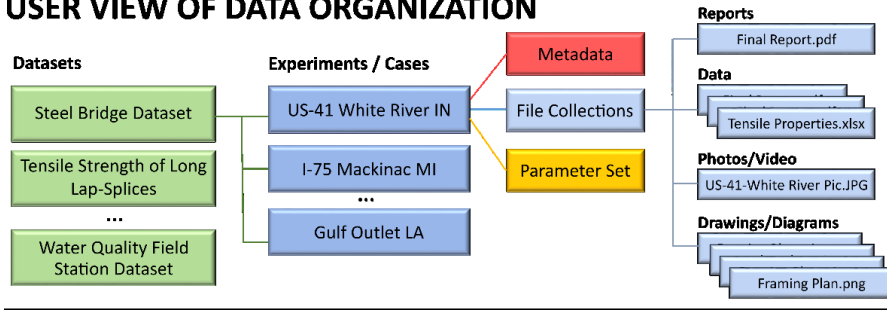 USER VIEW OF DATA ORGANIZATION
Datasets
Steel Bridge Dataset
Tensile Strength of Long
Lap-Splices
...
Water Quality Field
Station Dataset
Experiments / Cases
US-41 White River IN
I-75 Mackinac MI
...
Gulf Outlet LA
Metadata
File Collections
Parameter Set
Reports
Final Report.pdf
Data
Tensile Properties.xlsx
Photos/Video
US-41-White River Pic.JPG
Drawings/Diagrams
Framing Plan.png